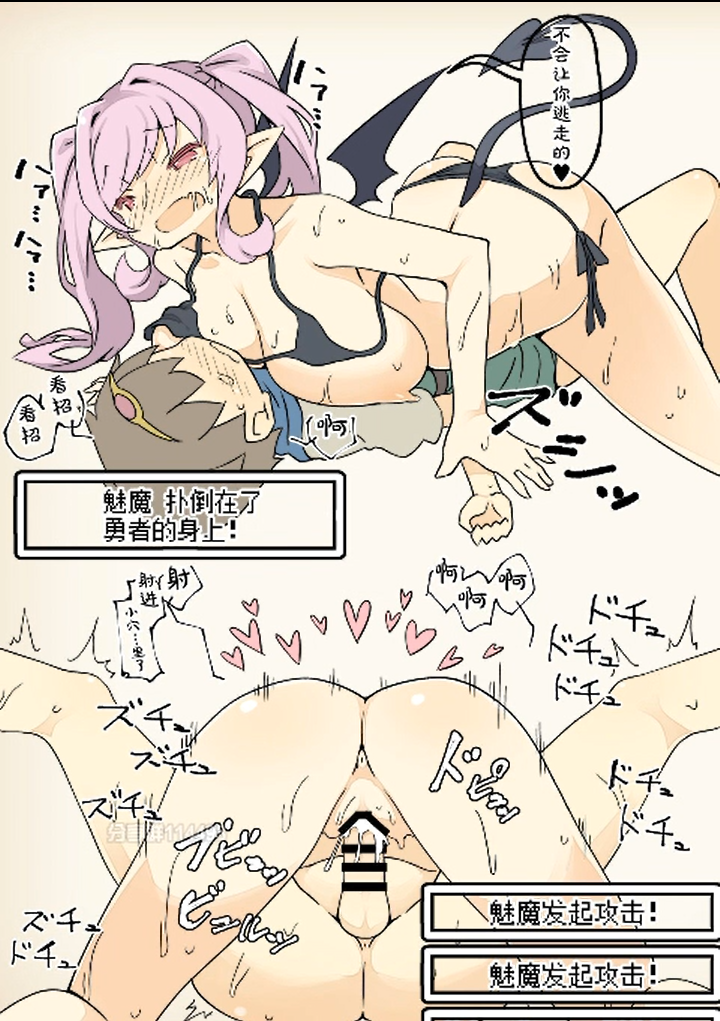 不会让你逃走的♥
ハァ…
ハァ…
ハァ…
看招
看招
(啊)
ズドシッ
魅魔 扑倒在了
勇者的身上!
射
射进
小穴…里了
啊
啊
啊
ドチュ
ズチュ
ドチュ
ズチュ
ズチュ
ズチュ
ドピュッ
ズチュ
ズチュ
ブビュッ
ビュルルッ
ズチュ
ドチュ
魅魔发起攻击!
魅魔发起攻击!